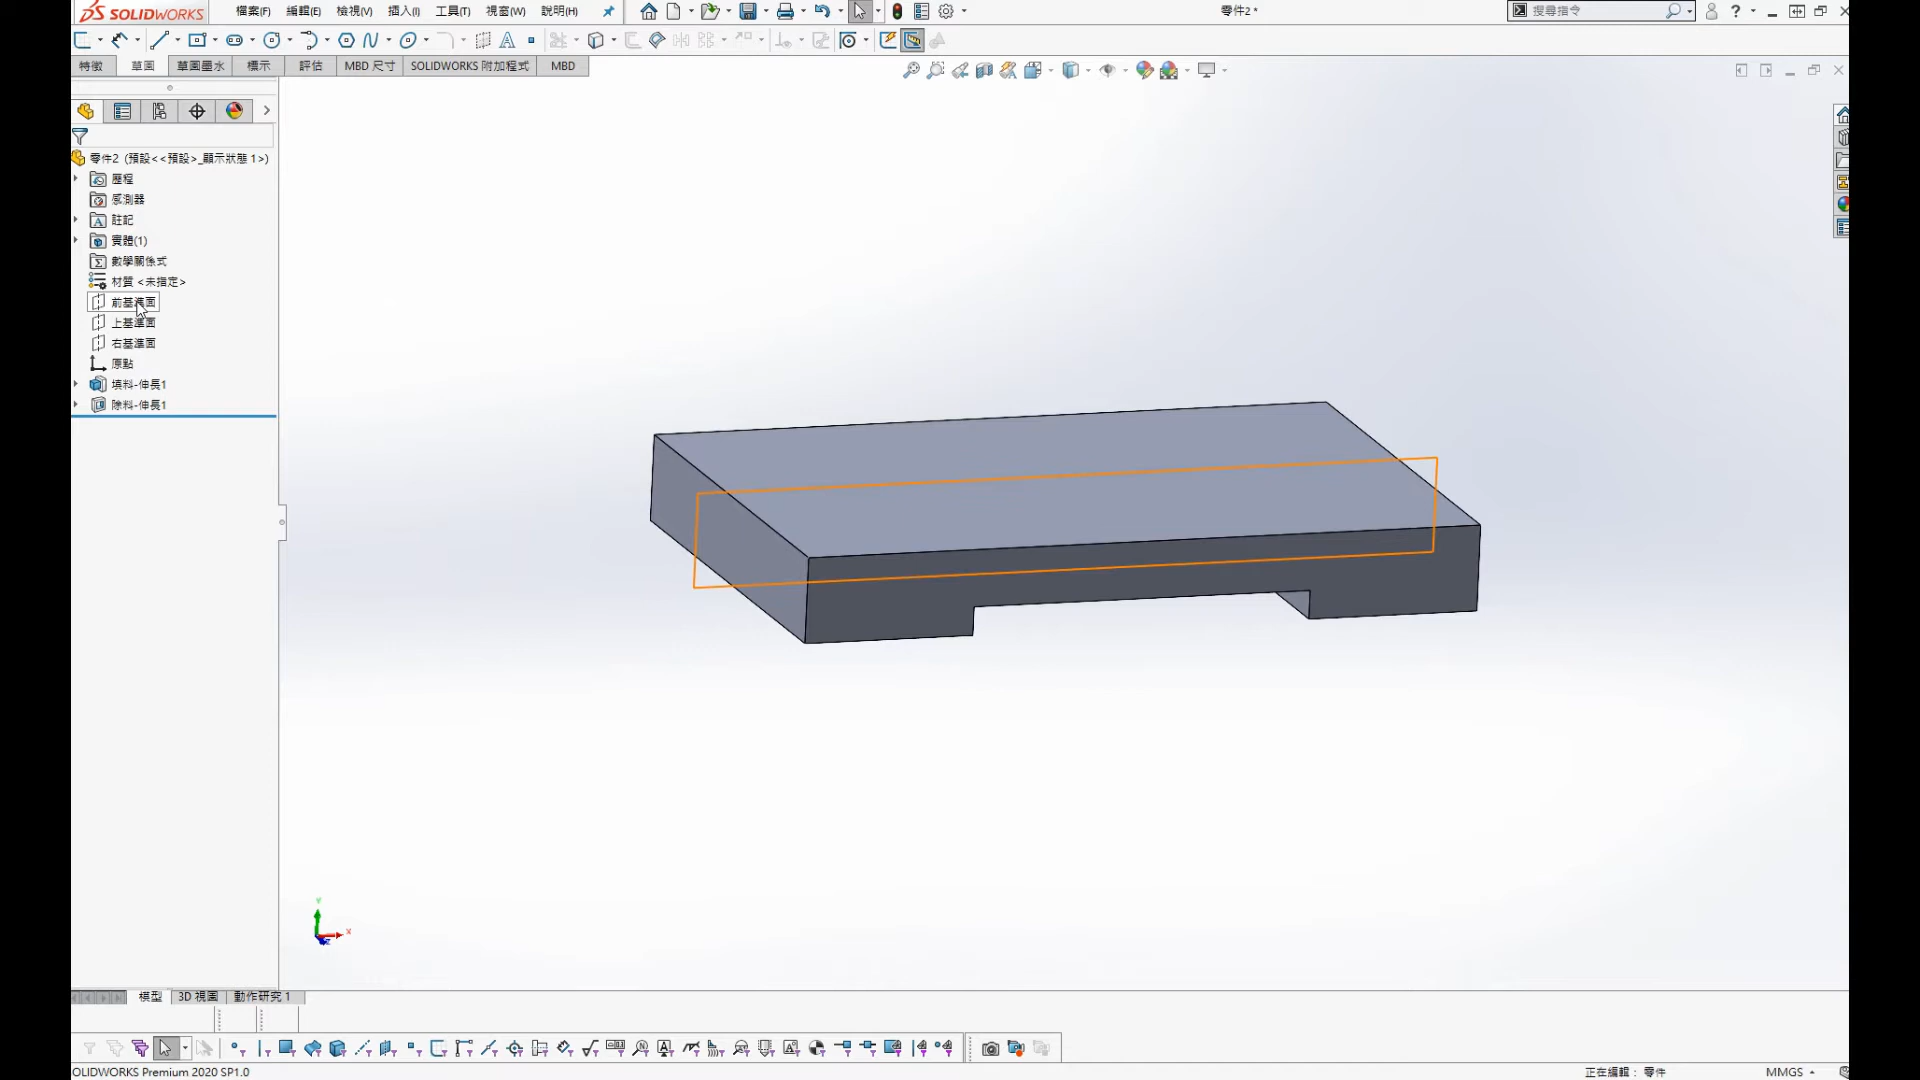 SOLIDWORKS 檔案(F) 編輯(E) 檢視(V) 插入(I) 工具(T) 視窗(W) 說明(H) 零件2 * 搜尋指令 ?
特徵 草圖 草圖墨水 標示 評估 MBD 尺寸 SOLIDWORKS 附加程式 MBD
零件2 (預設<<預設>_顯示狀態 1>)
歷程
感測器
註記
實體(1)
數學關係式
材質 <未指定>
前基準面
上基準面
右基準面
原點
填料-伸長1
除料-伸長1
Y
X
Z
模型 3D 視圖 動作研究 1
OLIDWORKS Premium 2020 SP1.0 正在編輯： 零件 MMGS